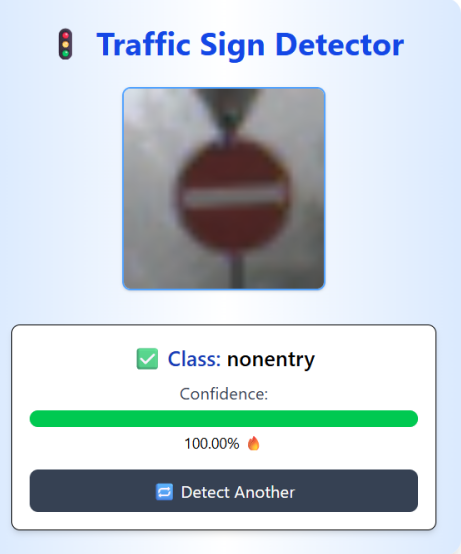 🚦 Traffic Sign Detector
✅ Class: nonentry
Confidence:
100.00% 🔥
🔁 Detect Another